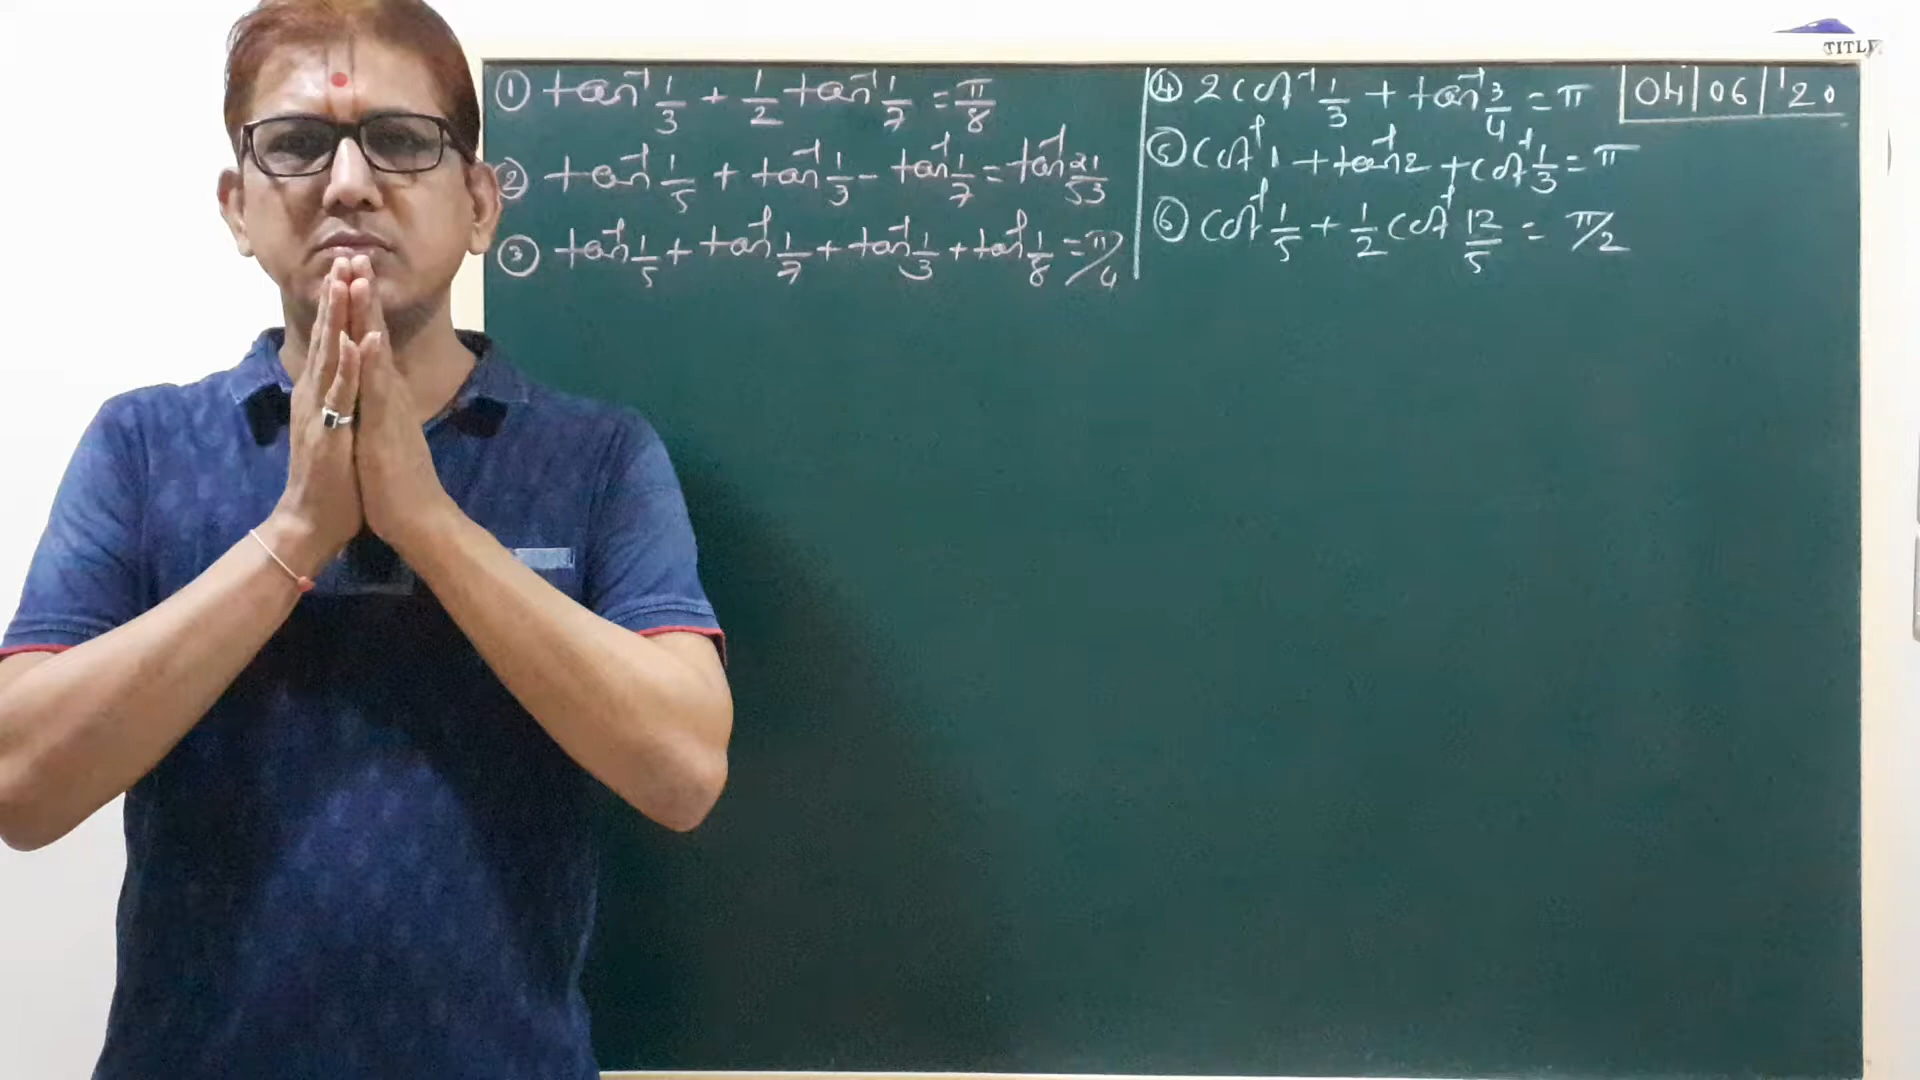 ① tan⁻¹ 1/3 + 1/2 tan⁻¹ 1/7 = π/8
② tan⁻¹ 1/5 + tan⁻¹ 1/3 - tan⁻¹ 1/7 = tan⁻¹ 21/53
③ tan⁻¹ 1/5 + tan⁻¹ 1/7 + tan⁻¹ 1/3 + tan⁻¹ 1/8 = π/4
④ 2 cot⁻¹ 1/3 + tan⁻¹ 3/4 = π
⑤ cot⁻¹ 1 + tan⁻¹ 2 + cot⁻¹ 1/3 = π
⑥ cot⁻¹ 1/5 + 1/2 cot⁻¹ 12/5 = π/2
04|06|'20